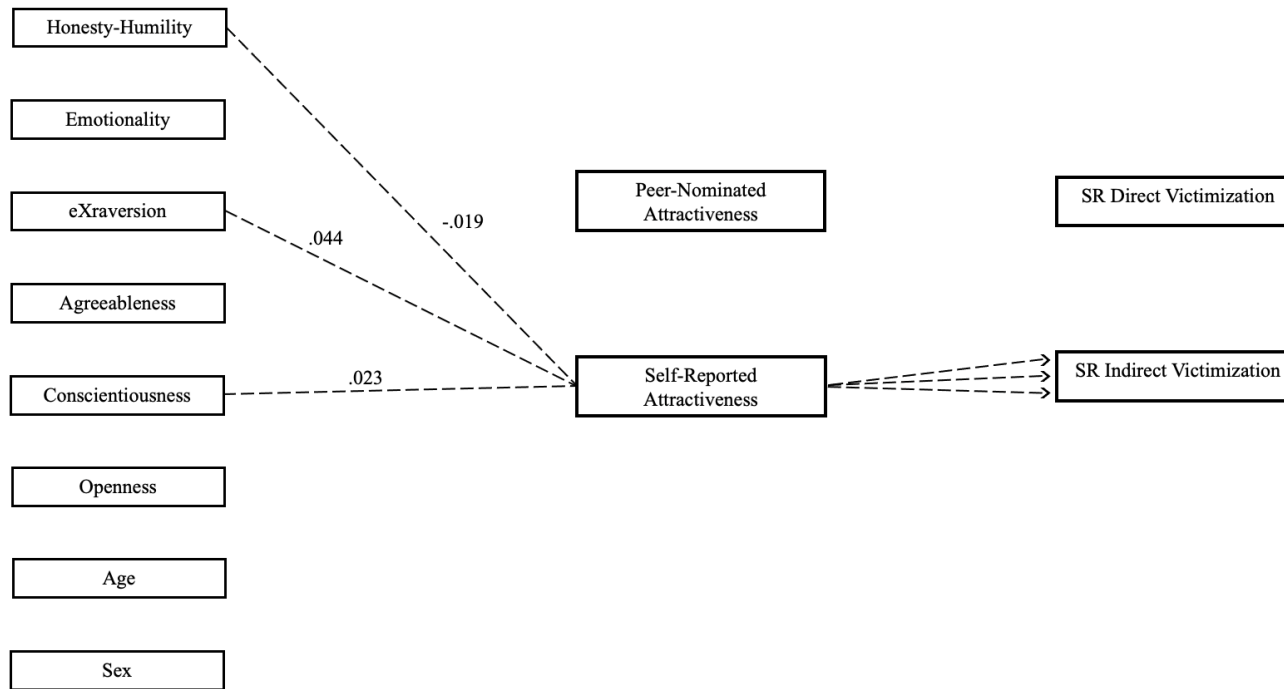 Honesty-Humility
Emotionality
eXraversion
Agreeableness
Conscientiousness
Openness
Age
Sex
-.019
.044
.023
Peer-Nominated
Attractiveness
Self-Reported
Attractiveness
SR Direct Victimization
SR Indirect Victimization